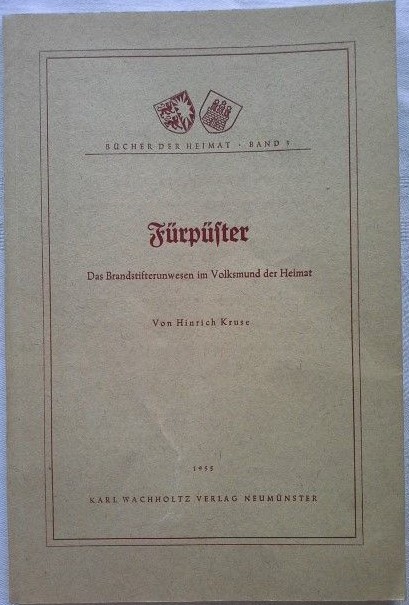 BÜCHER DER HEIMAT • BAND 5
Fürpüſter
Das Brandstifterunwesen im Volksmund der Heimat
Von Hinrich Kruse
1955
KARL WACHHOLTZ VERLAG NEUMÜNSTER